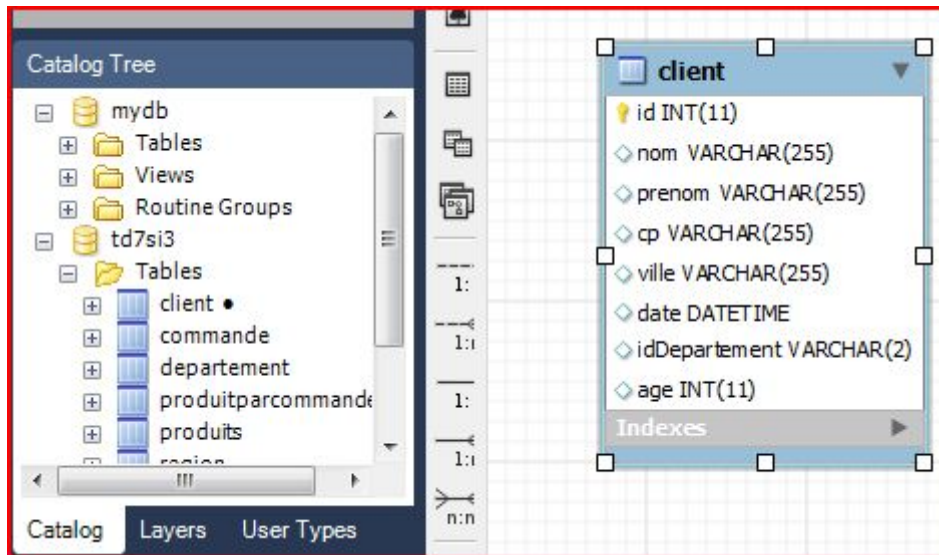 Catalog Tree
mydb
Tables
Views
Routine Groups
td7si3
Tables
client •
commande
departement
produitparcommande
produits
region
Catalog Layers User Types
1:
1:n
1:
1:n
n:n
client
id INT(11)
nom VARCHAR(255)
prenom VARCHAR(255)
cp VARCHAR(255)
ville VARCHAR(255)
date DATETIME
idDepartement VARCHAR(2)
age INT(11)
Indexes